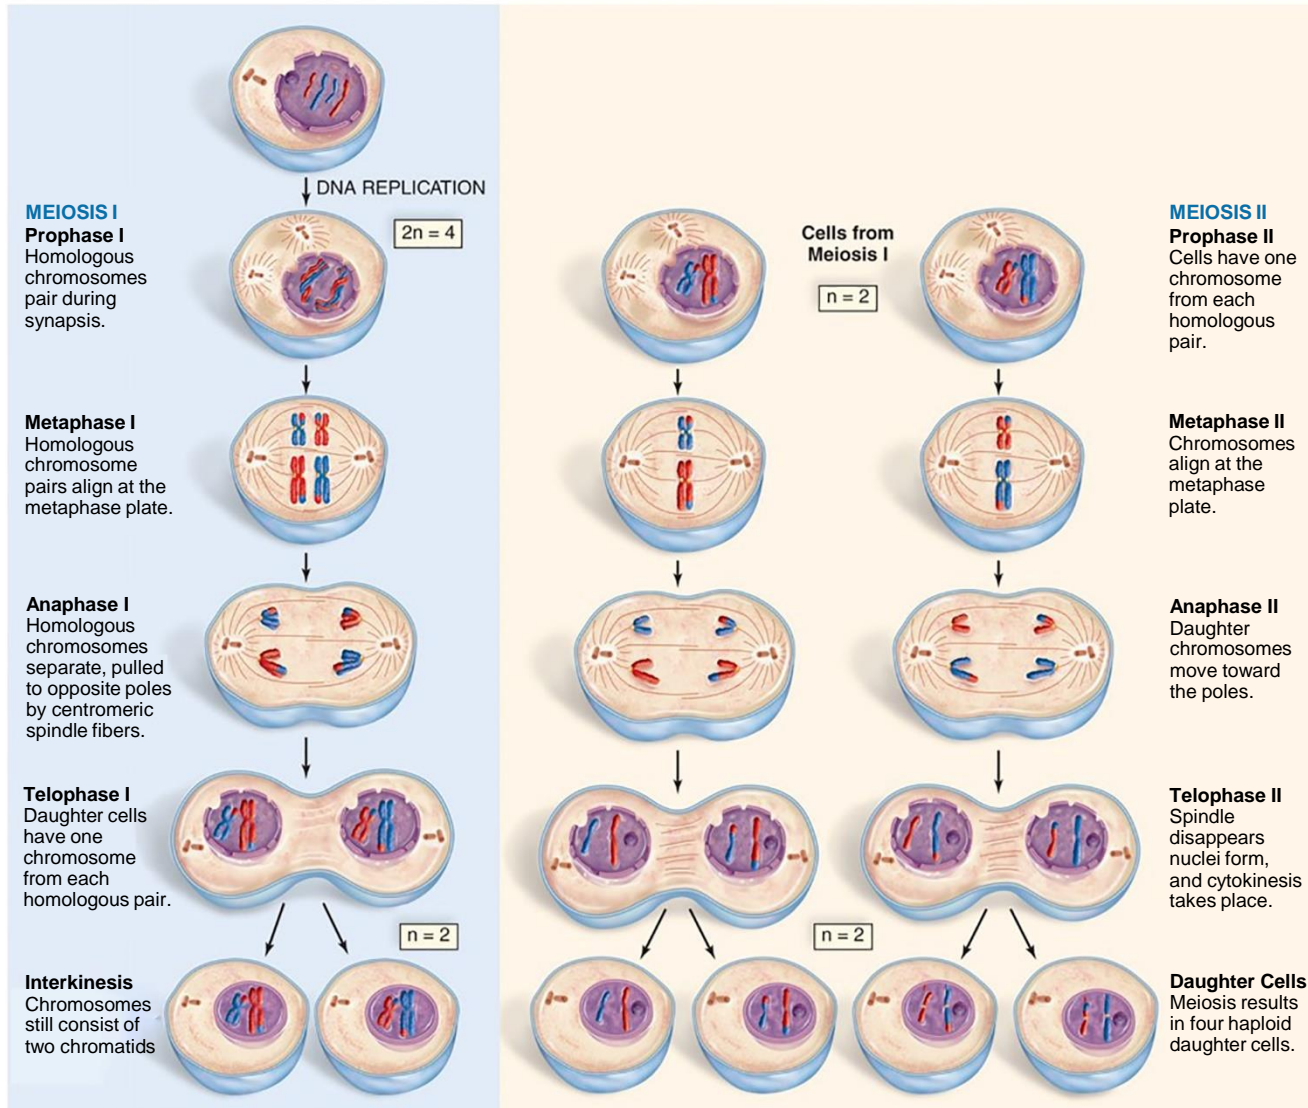 DNA REPLICATION
MEIOSIS I
Prophase I
Homologous
chromosomes
pair during
synapsis.
2n = 4
Metaphase I
Homologous
chromosome
pairs align at the
metaphase plate.
Anaphase I
Homologous
chromosomes
separate, pulled
to opposite poles
by centromeric
spindle fibers.
Telophase I
Daughter cells
have one
chromosome
from each
homologous pair.
n = 2
Interkinesis
Chromosomes
still consist of
two chromatids
Cells from
Meiosis I
n = 2
MEIOSIS II
Prophase II
Cells have one
chromosome
from each
homologous
pair.
Metaphase II
Chromosomes
align at the
metaphase
plate.
Anaphase II
Daughter
chromosomes
move toward
the poles.
Telophase II
Spindle
disappears
nuclei form,
and cytokinesis
takes place.
n = 2
Daughter Cells
Meiosis results
in four haploid
daughter cells.